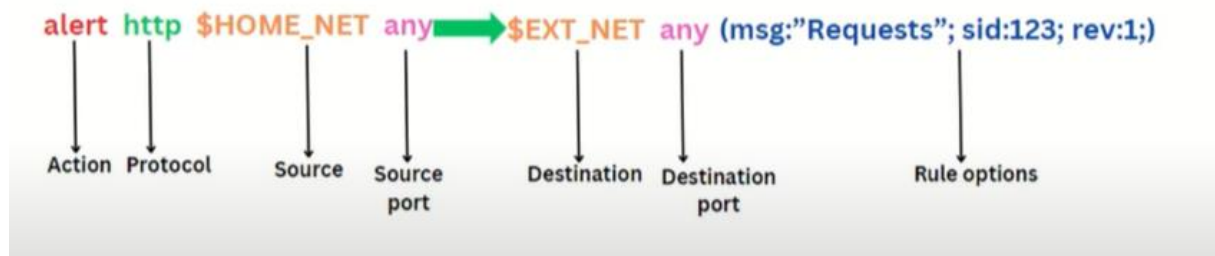 alert http $HOME_NET any $EXT_NET any (msg:”Requests”; sid:123; rev:1;)
Action Protocol Source Source port Destination Destination port Rule options